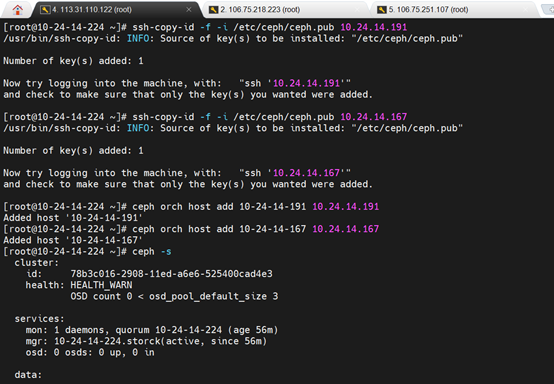 4. 113.31.110.122 (root)
2. 106.75.218.223 (root)
5. 106.75.251.107 (root)
[root@10-24-14-224 ~]# ssh-copy-id -f -i /etc/ceph/ceph.pub 10.24.14.191
/usr/bin/ssh-copy-id: INFO: Source of key(s) to be installed: "/etc/ceph/ceph.pub"
Number of key(s) added: 1
Now try logging into the machine, with:   "ssh '10.24.14.191'"
and check to make sure that only the key(s) you wanted were added.
[root@10-24-14-224 ~]# ssh-copy-id -f -i /etc/ceph/ceph.pub 10.24.14.167
/usr/bin/ssh-copy-id: INFO: Source of key(s) to be installed: "/etc/ceph/ceph.pub"
Number of key(s) added: 1
Now try logging into the machine, with:   "ssh '10.24.14.167'"
and check to make sure that only the key(s) you wanted were added.
[root@10-24-14-224 ~]# ceph orch host add 10-24-14-191 10.24.14.191
Added host '10-24-14-191'
[root@10-24-14-224 ~]# ceph orch host add 10-24-14-167 10.24.14.167
Added host '10-24-14-167'
[root@10-24-14-224 ~]# ceph -s
  cluster:
    id:     78b3c016-2908-11ed-a6e6-525400cad4e3
    health: HEALTH_WARN
            OSD count 0 < osd_pool_default_size 3
  services:
    mon: 1 daemons, quorum 10-24-14-224 (age 56m)
    mgr: 10-24-14-224.storck(active, since 56m)
    osd: 0 osds: 0 up, 0 in
  data: